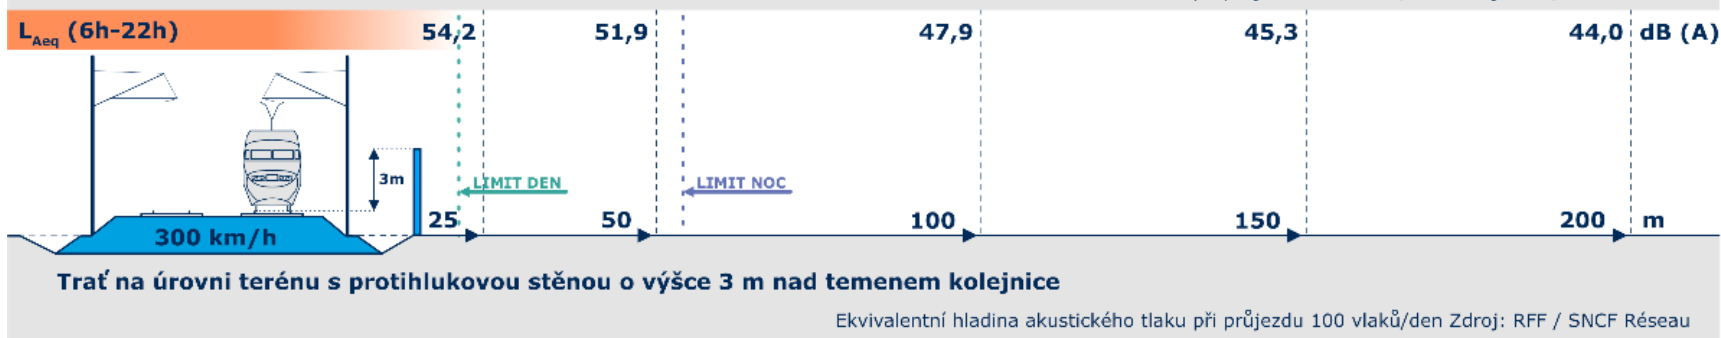 L Aeq (6h-22h) 54,2 51,9 47,9 45,3 44,0 dB (A)
3m LIMIT DEN LIMIT NOC
25 50 100 150 200 m
300 km/h
Trať na úrovni terénu s protihlukovou stěnou o výšce 3 m nad temenem kolejnice
Ekvivalentní hladina akustického tlaku při průjezdu 100 vlaků/den Zdroj: RFF / SNCF Réseau